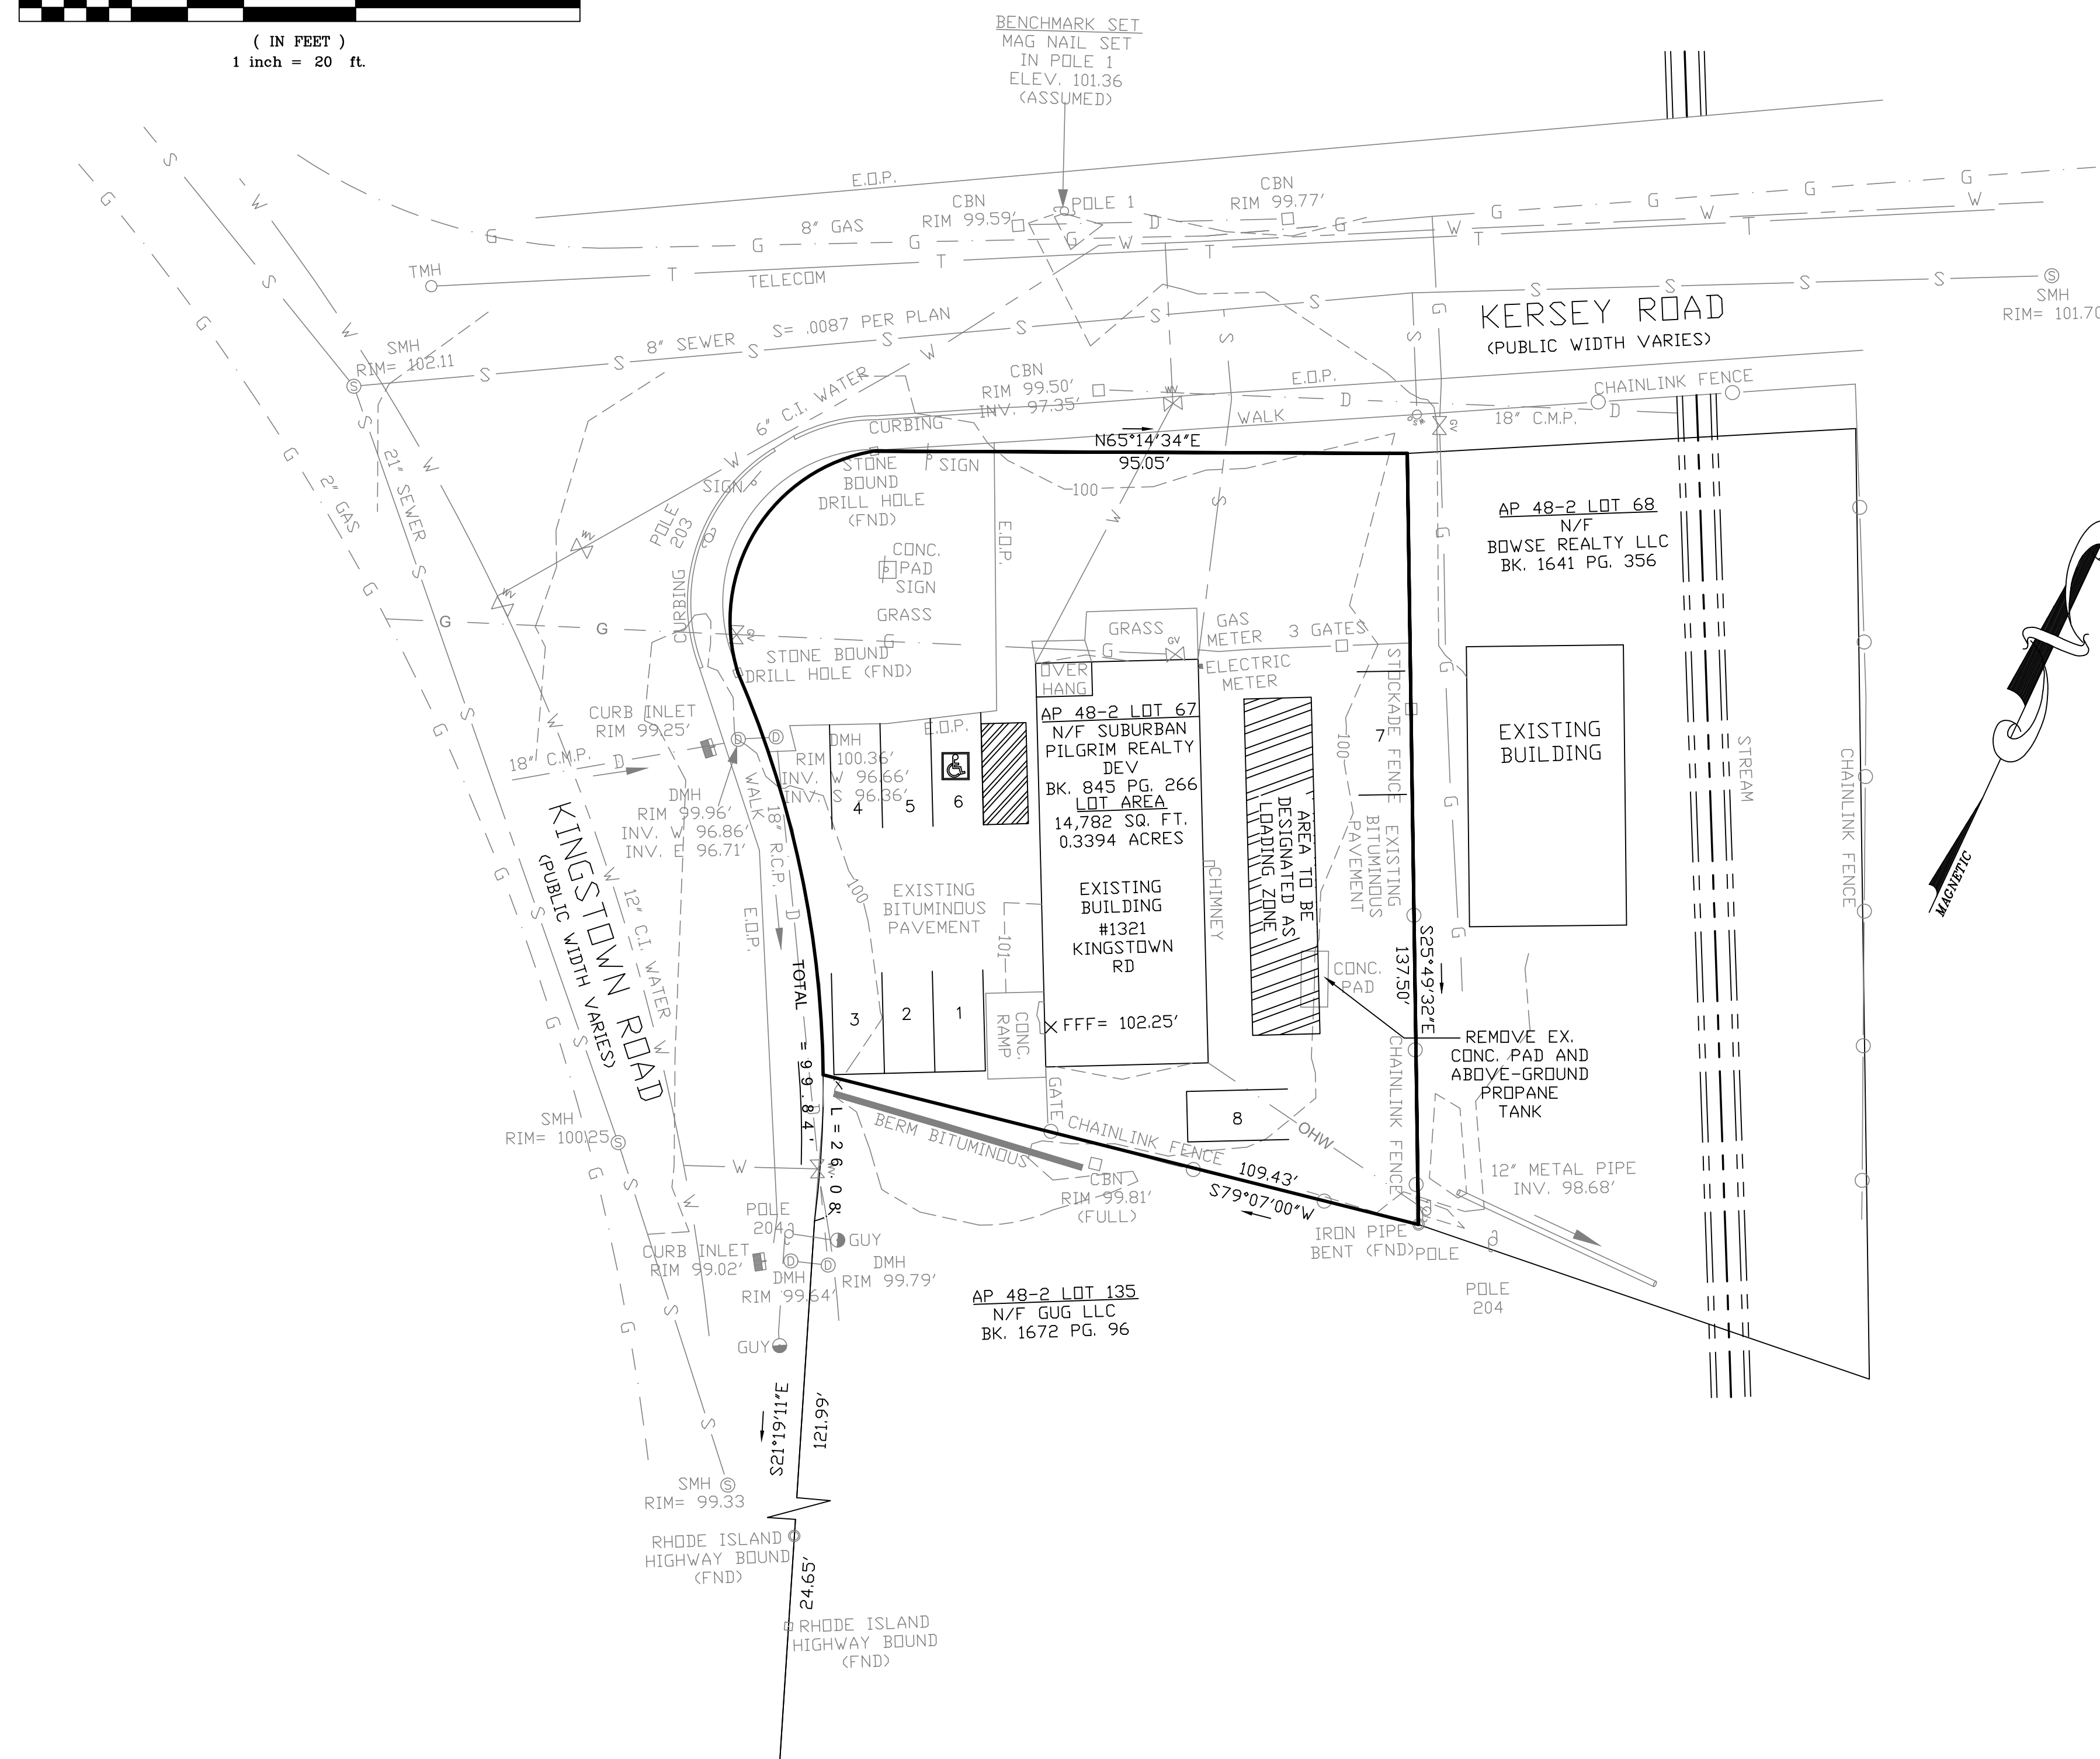 ( IN FEET )
1 inch = 20 ft.
BENCHMARK SET
MAG NAIL SET
IN POLE 1
ELEV. 101.36
(ASSUMED)
E.O.P.
CBN
RIM 99.59'
POLE 1
CBN
RIM 99.77'
8" GAS
TMH
TELECOM
SMH
RIM= 102.11
8" SEWER
S= .0087 PER PLAN
KERSEY ROAD
(PUBLIC WIDTH VARIES)
SMH
RIM= 101.70
6" C.I. WATER
CBN
RIM 99.50'
INV. 97.35'
E.O.P.
CHAINLINK FENCE
18" C.M.P.
CURBING
WALK
N65°14'34"E
95.05'
21" SEWER
2" GAS
SIGN
STONE
BOUND
DRILL HOLE
(FND)
SIGN
100
POLE
203
E.O.P.
CONC.
PAD
SIGN
GRASS
CURBING
AP 48-2 LOT 68
N/F
BOWSE REALTY LLC
BK. 1641 PG. 356
STONE BOUND
DRILL HOLE (FND)
GRASS
GV
GAS
METER
3 GATES
ELECTRIC
METER
OVER
HANG
STOCKADE FENCE
CURB INLET
RIM 99.25'
18" C.M.P.
DMH
RIM 100.36'
INV. W 96.66'
INV. S 96.36'
DMH
RIM 99.96'
INV. W 96.86'
INV. E 96.71'
E.O.P.
4
5
6
7
AP 48-2 LOT 67
N/F SUBURBAN
PILGRIM REALTY
DEV
BK. 845 PG. 266
LOT AREA
14,782 SQ. FT.
0.3394 ACRES
EXISTING
BUILDING
#1321
KINGSTOWN
RD
FFF= 102.25'
AREA TO BE
DESIGNATED AS
LOADING ZONE
100
EXISTING
BITUMINOUS
PAVEMENT
EXISTING
BUILDING
STREAM
CHAINLINK FENCE
MAGNETIC
KINGSTOWN ROAD
(PUBLIC WIDTH VARIES)
12" C.I. WATER
WALK
18" R.C.P.
E.O.P.
100
EXISTING
BITUMINOUS
PAVEMENT
101
CHIMNEY
CONC.
PAD
S25°49'32"E
137.50'
TOTAL = 99.84'
L=26.08'
3
2
1
CONC.
RAMP
REMOVE EX.
CONC. PAD AND
ABOVE-GROUND
PROPANE
TANK
CHAINLINK FENCE
GATE
8
BERM BITUMINOUS
CHAINLINK FENCE
OHW
109.43'
S79°07'00"W
CBN
RIM 99.81'
(FULL)
12" METAL PIPE
INV. 98.68'
IRON PIPE
BENT (FND)
POLE
POLE
204
SMH
RIM= 100.25
POLE
204
GUY
CURB INLET
RIM 99.02'
DMH
RIM 99.64'
DMH
RIM 99.79'
GUY
AP 48-2 LOT 135
N/F GUG LLC
BK. 1672 PG. 96
S21°19'11"E
121.99'
SMH
RIM= 99.33
RHODE ISLAND
HIGHWAY BOUND
(FND)
24.65'
RHODE ISLAND
HIGHWAY BOUND
(FND)